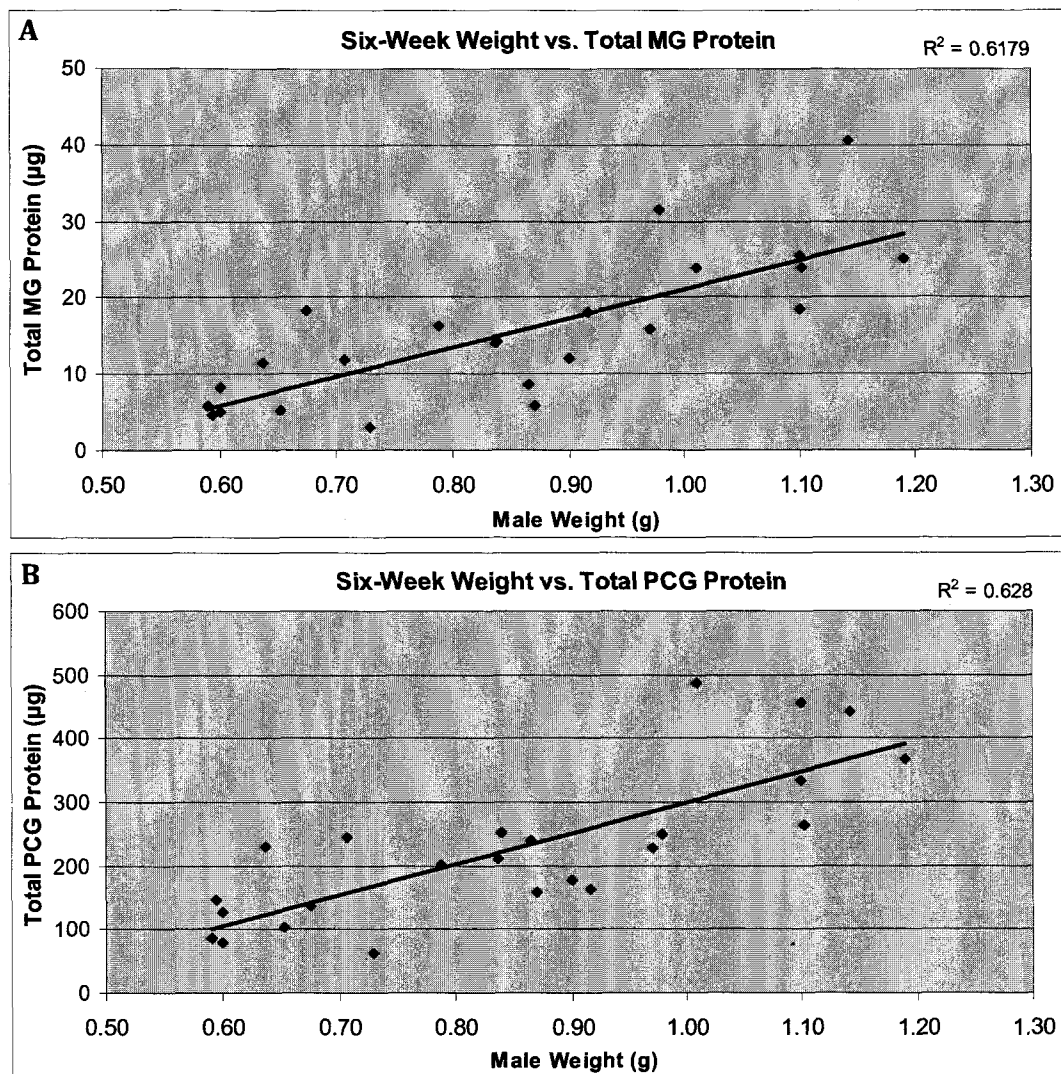 A
Six-Week Weight vs. Total MG Protein
R² = 0.6179
Total MG Protein (µg)
50
40
30
20
10
0
0.50 0.60 0.70 0.80 0.90 1.00 1.10 1.20 1.30
Male Weight (g)
B
Six-Week Weight vs. Total PCG Protein
R² = 0.628
Total PCG Protein (µg)
600
500
400
300
200
100
0
0.50 0.60 0.70 0.80 0.90 1.00 1.10 1.20 1.30
Male Weight (g)